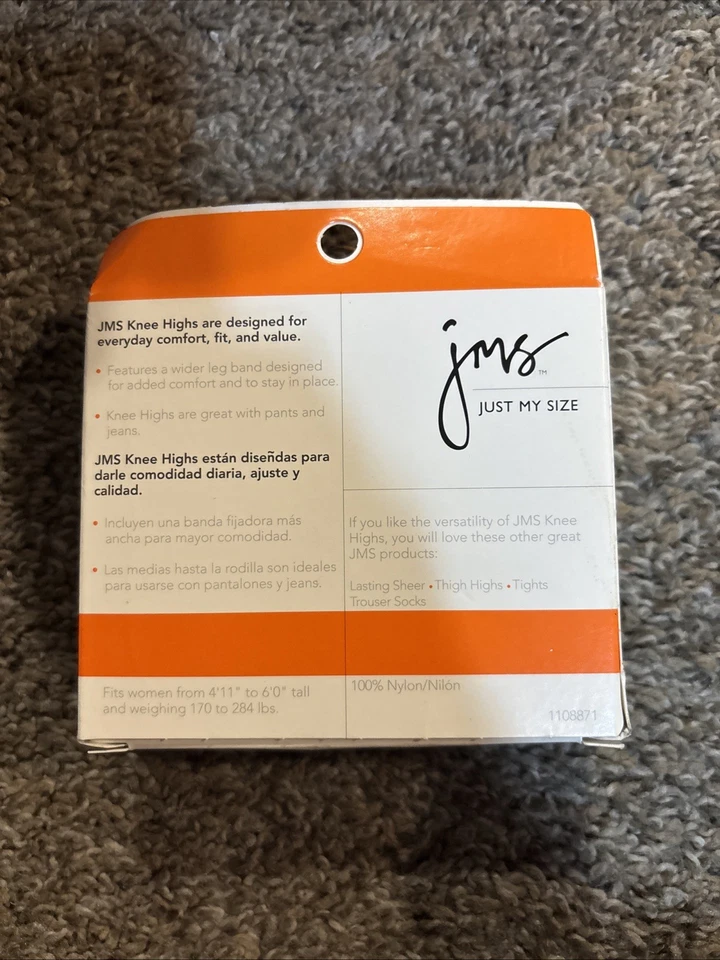 JMS Knee Highs are designed for
everyday comfort, fit, and value.
• Features a wider leg band designed
for added comfort and to stay in place.
• Knee Highs are great with pants and
jeans.
JMS Knee Highs están diseñdas para
darle comodidad diaria, ajuste y
calidad.
• Incluyen una banda fijadora más
ancha para mayor comodidad.
• Las medias hasta la rodilla son ideales
para usarse con pantalones y jeans.
Fits women from 4'11" to 6'0" tall
and weighing 170 to 284 lbs.
jms™
JUST MY SIZE
If you like the versatility of JMS Knee
Highs, you will love these other great
JMS products:
Lasting Sheer • Thigh Highs • Tights
Trouser Socks
100% Nylon/Nilón
1108871